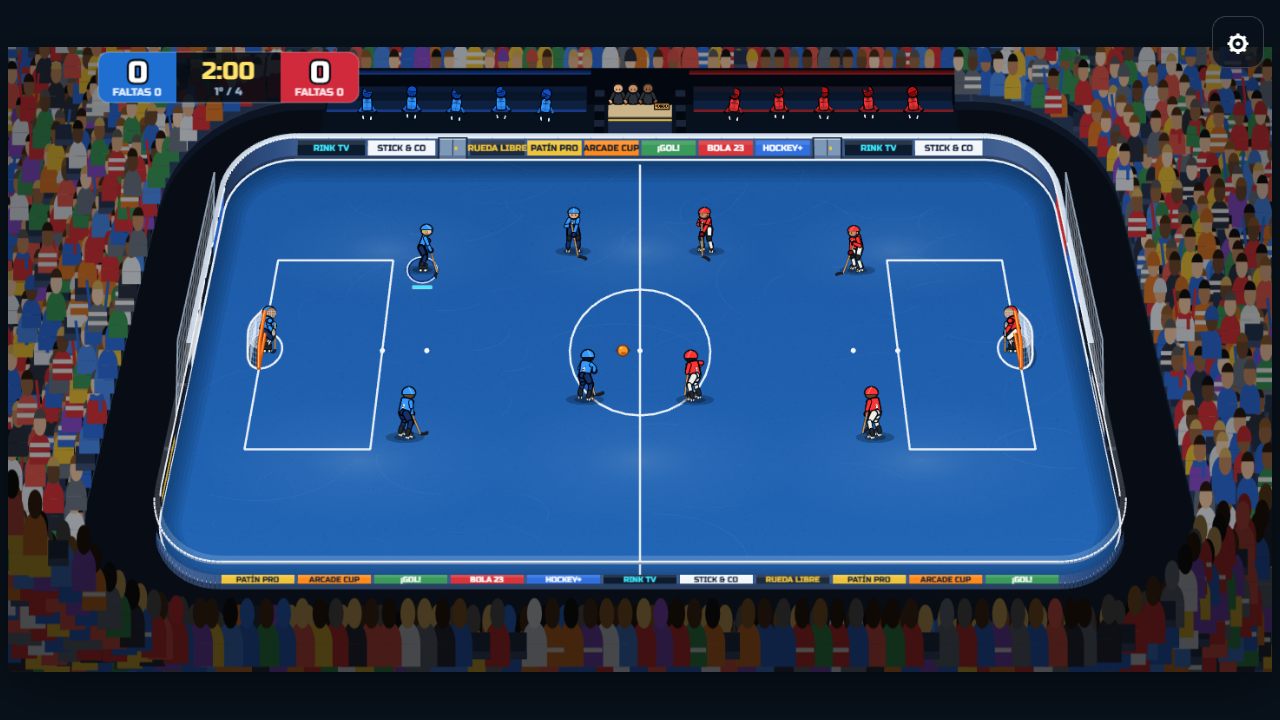 0 2:00 0
FALTAS 0 1º / 4 FALTAS 0
RINK TV STICK & CO RUEDA LIBRE PATÍN PRO ARCADE CUP ¡GOL! BOLA 23 HOCKEY+ RINK TV STICK & CO
PATÍN PRO ARCADE CUP ¡GOL! BOLA 23 HOCKEY+ RINK TV STICK & CO RUEDA LIBRE PATÍN PRO ARCADE CUP ¡GOL!